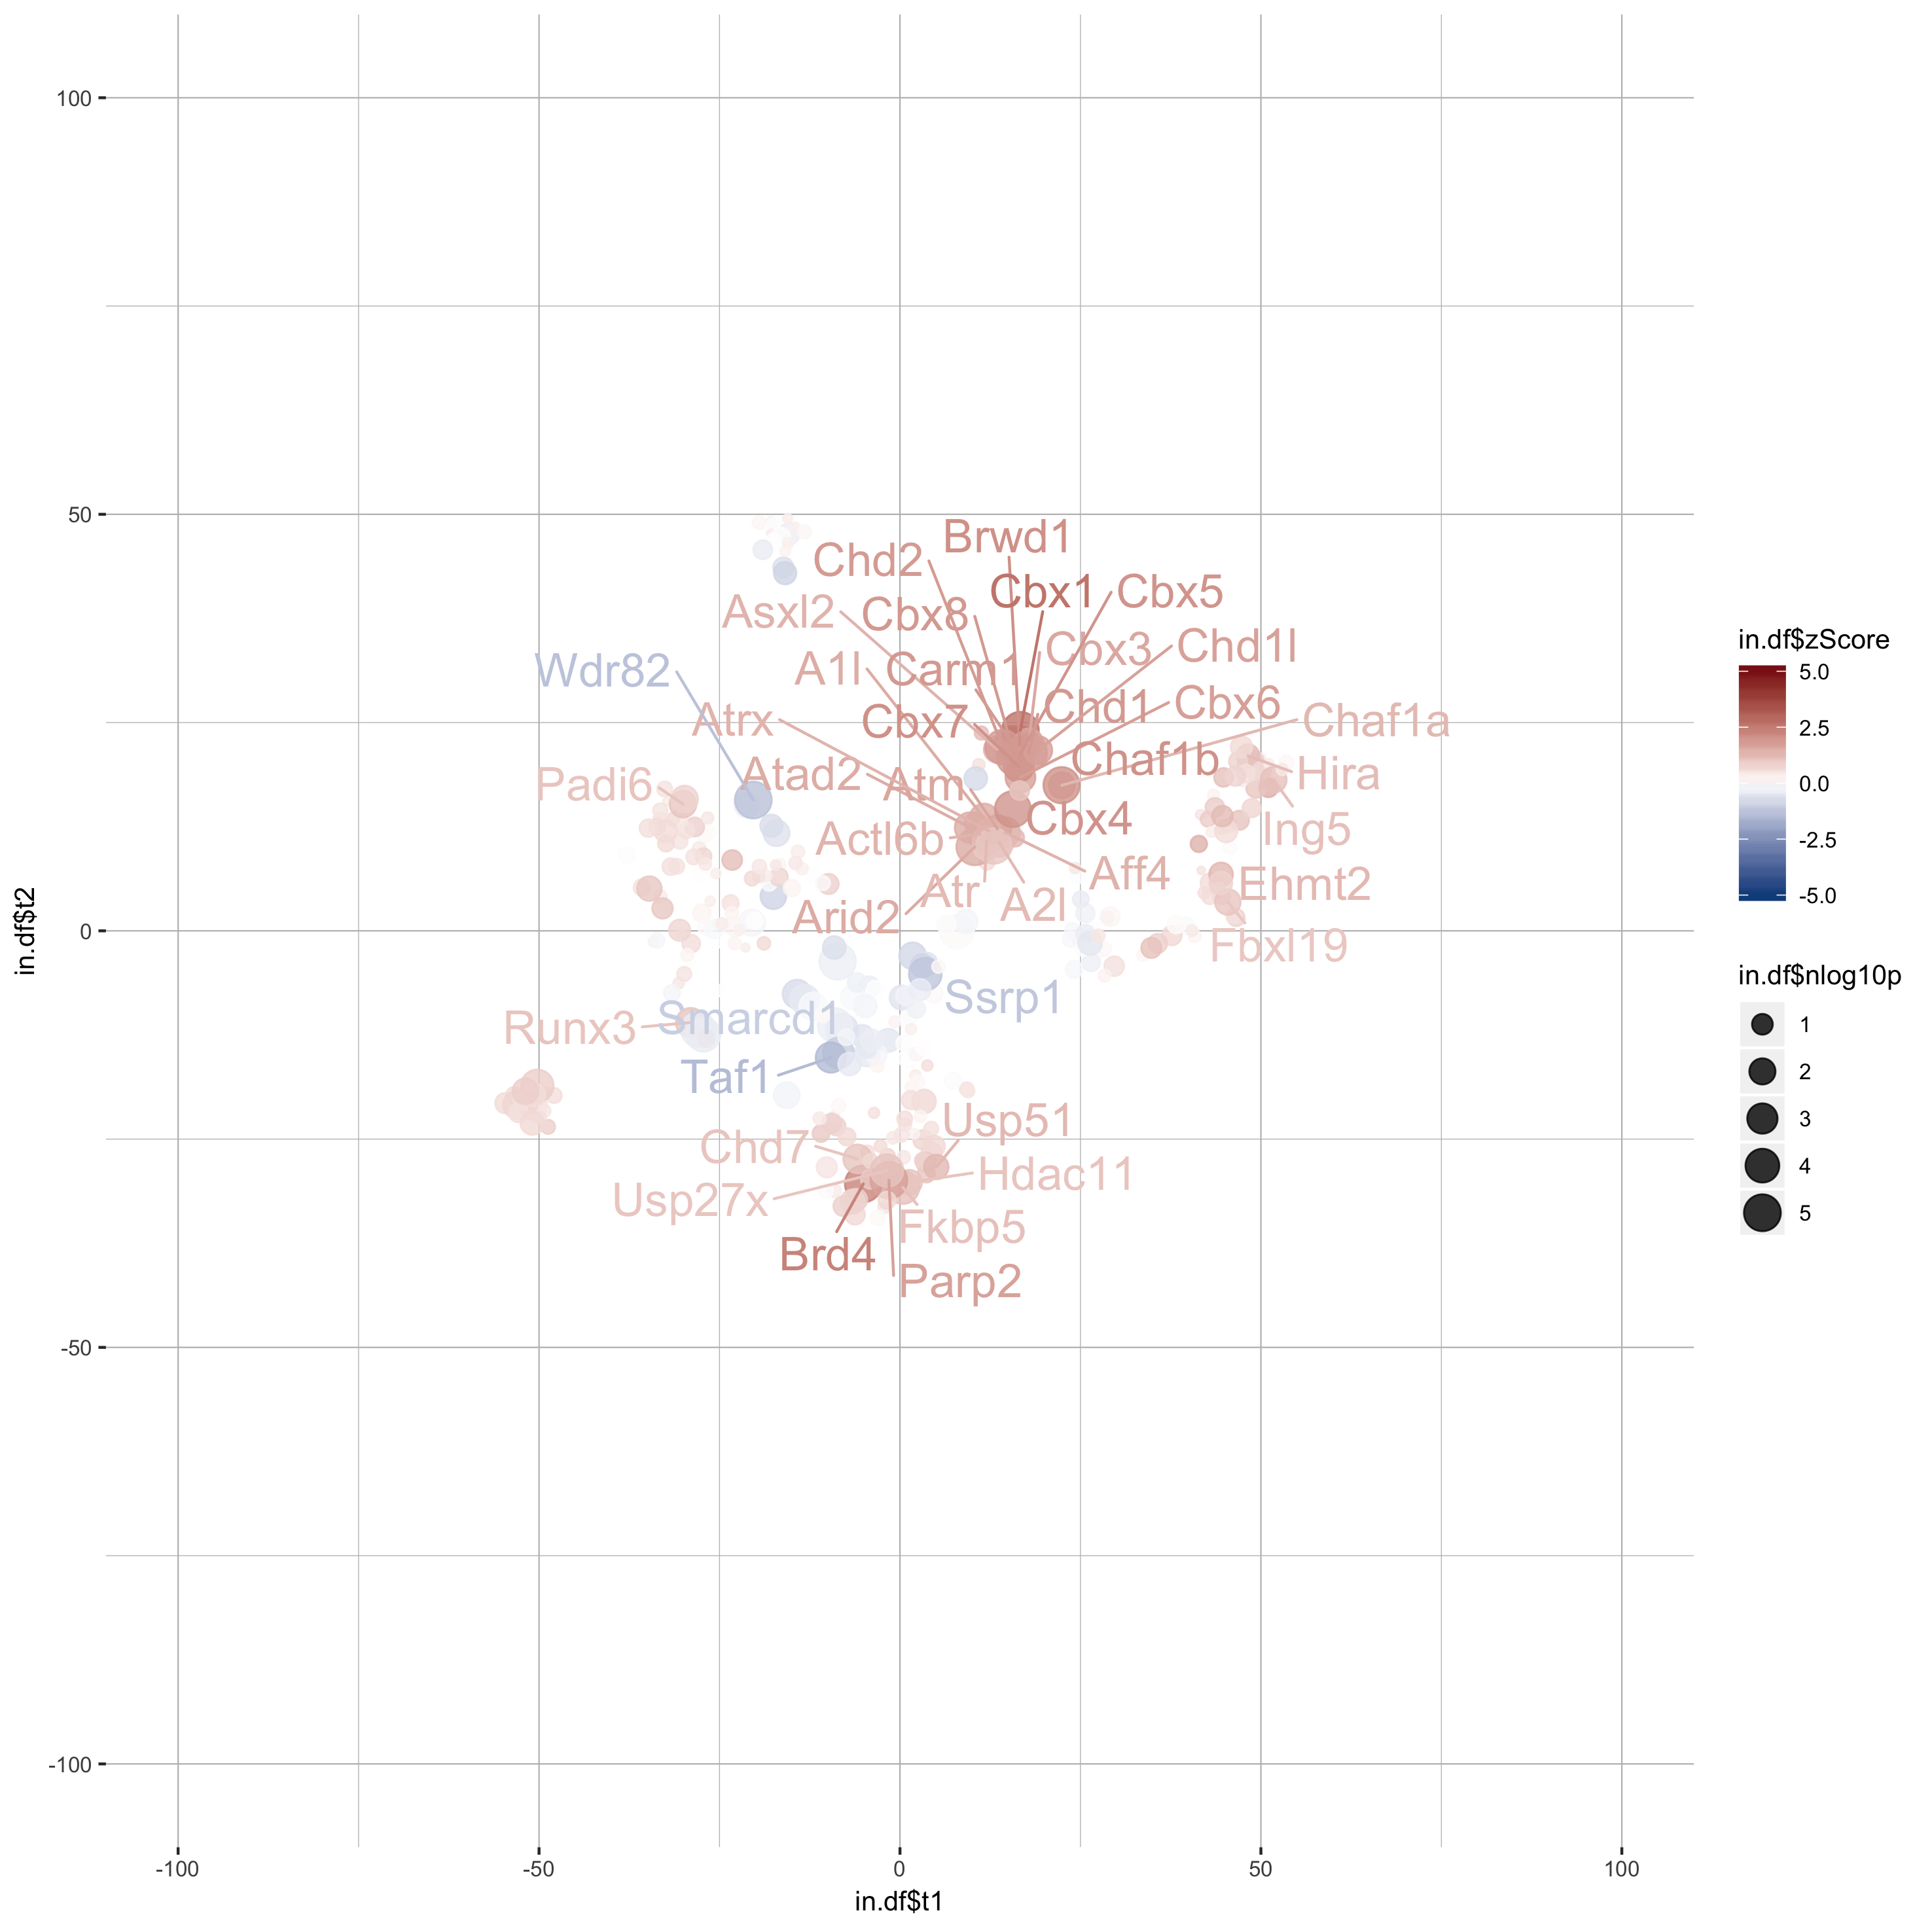 100
50
0
-50
-100
in.df$t2
Brwd1
Chd2
Cbx1
Cbx5
Asxl2
Cbx8
Cbx3
Chd1l
Wdr82
A1l
Carm1
Atrx
Cbx7
Chd1
Cbx6
Chaf1a
Padi6
Atad2
Atm
Chaf1b
Hira
Actl6b
Cbx4
Ing5
Arid2
Atr
A2l
Aff4
Ehmt2
Fbxl19
Runx3
Smarcd1
Ssrp1
Taf1
Chd7
Usp51
Usp27x
Hdac11
Brd4
Fkbp5
Parp2
-100
-50
0
50
100
in.df$t1
in.df$zScore
5.0
2.5
0.0
-2.5
-5.0
in.df$nlog10p
1
2
3
4
5